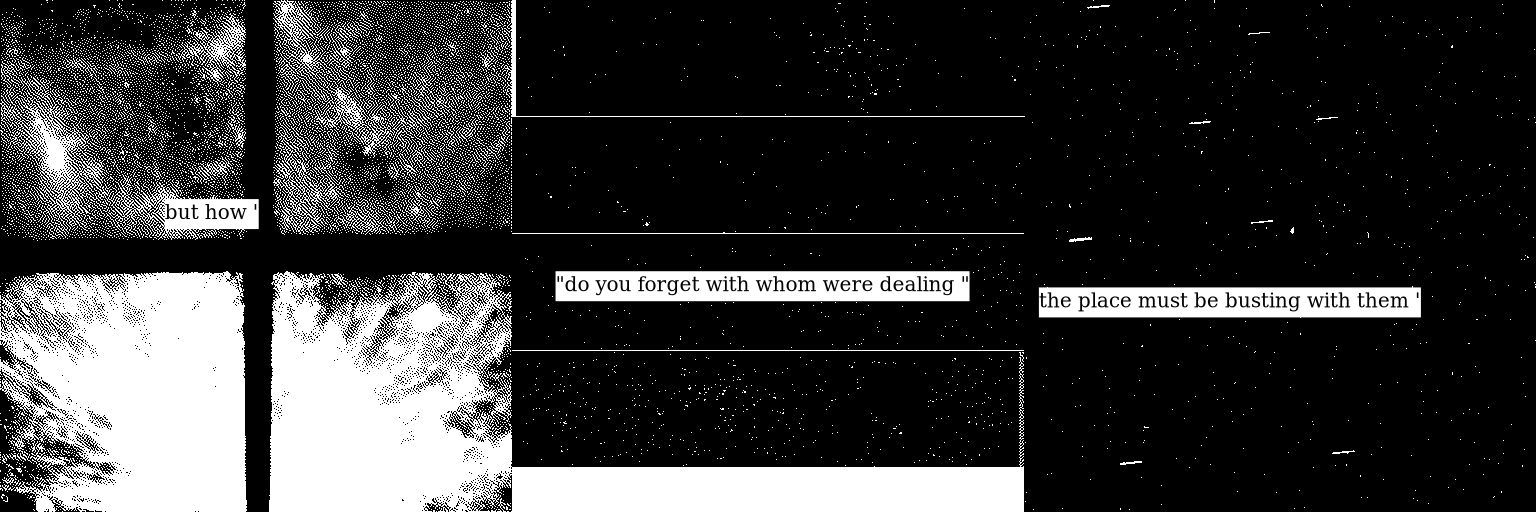 but how '
"do you forget with whom were dealing "
the place must be busting with them '